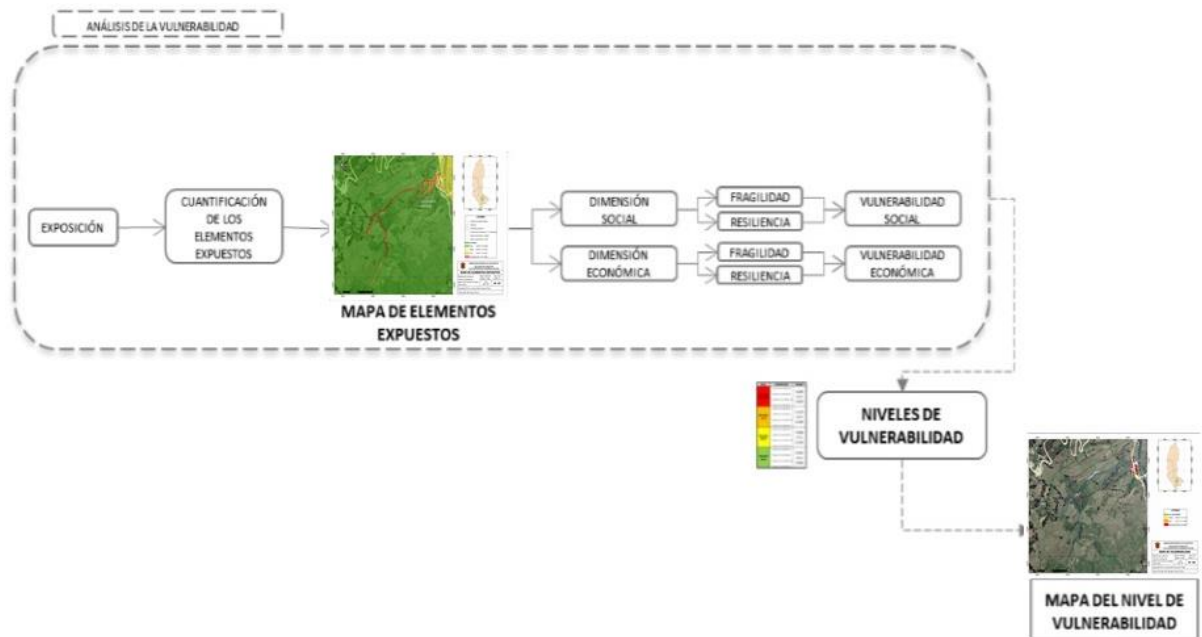 ANÁLISIS DE LA VULNERABILIDAD
EXPOSICIÓN
CUANTIFICACIÓN
DE LOS
ELEMENTOS
EXPUESTOS
MAPA DE ELEMENTOS
EXPUESTOS
DIMENSIÓN
SOCIAL
FRAGILIDAD
RESILIENCIA
VULNERABILIDAD
SOCIAL
DIMENSIÓN
ECONÓMICA
FRAGILIDAD
RESILIENCIA
VULNERABILIDAD
ECONÓMICA
NIVELES DE
VULNERABILIDAD
MAPA DEL NIVEL DE
VULNERABILIDAD